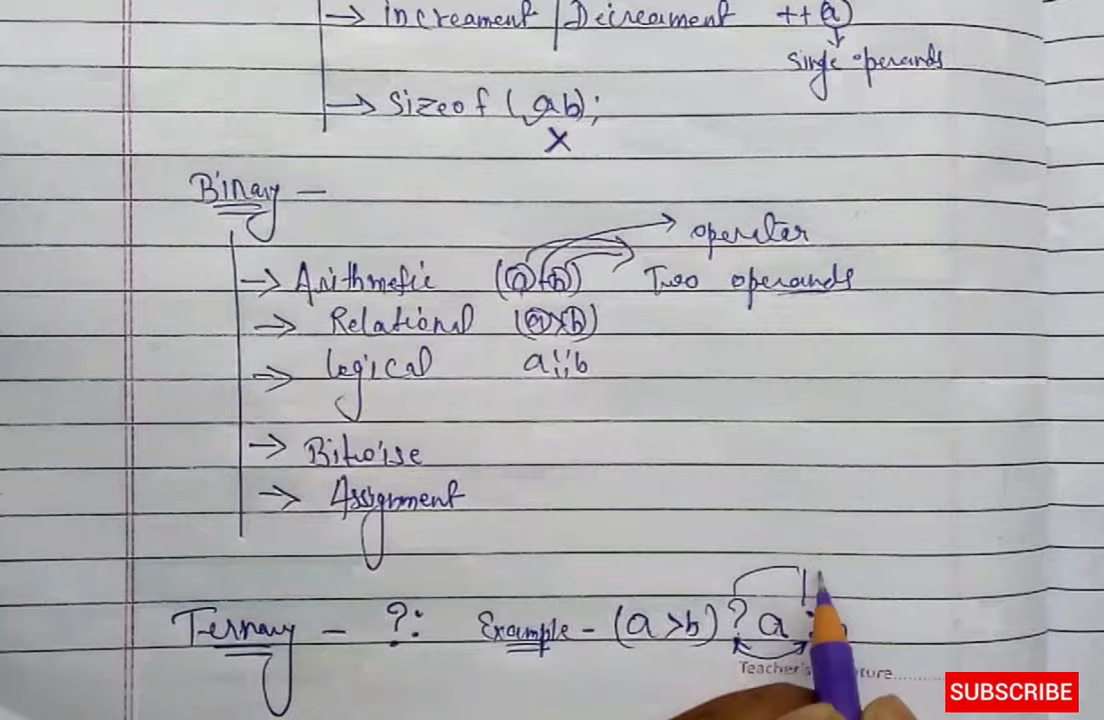 → Increament / Decreament ++a
Single operands
→ Sizeof (ab);
x
Binary —
operator
→ Arithmetic (a+b) Two operands
→ Relational (a>b)
→ logical a||b
→ Bitwise
→ Assignment
Ternary - ?: Example - (a>b) ? a :
Teacher's
SUBSCRIBE